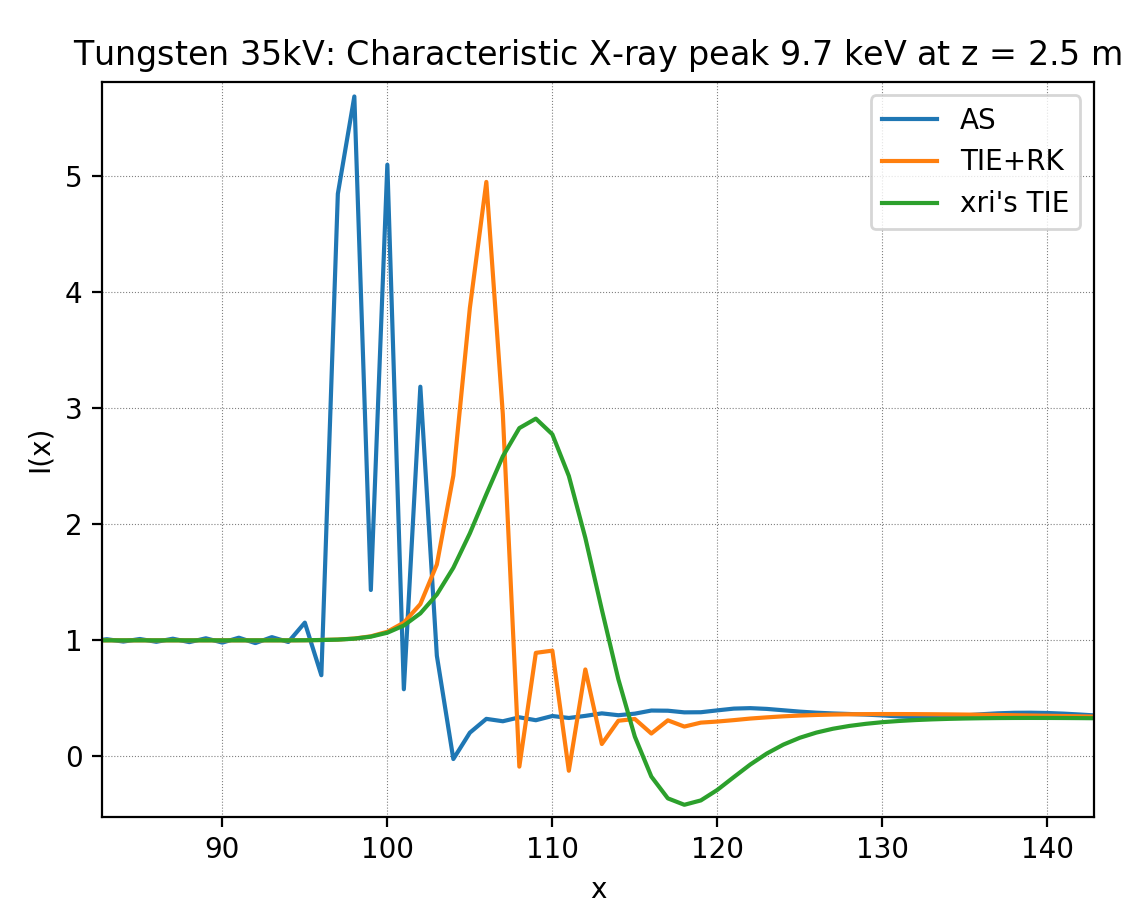 Tungsten 35kV: Characteristic X-ray peak 9.7 keV at z = 2.5 m
AS
TIE+RK
xri's TIE
I(x)
5
4
3
2
1
0
90 100 110 120 130 140
x